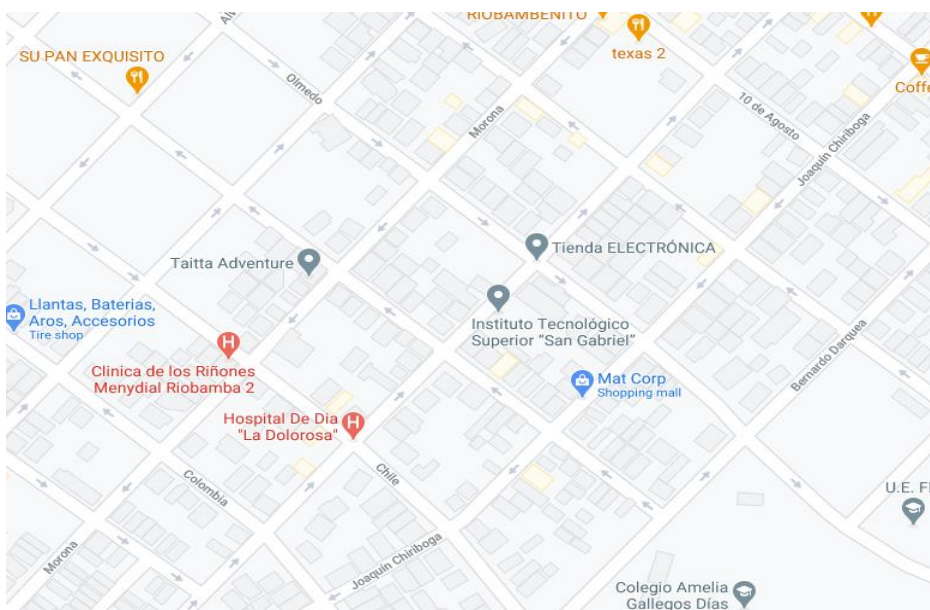 RIOBAMBEÑITO
texas 2
SU PAN EXQUISITO
Olmedo
Morona
10 de Agosto
Joaquín Chiriboga
Coffe
Taitta Adventure
Tienda ELECTRÓNICA
Llantas, Baterias,
Aros, Accesorios
Tire shop
Instituto Tecnológico
Superior "San Gabriel"
Clinica de los Riñones
Menydial Riobamba 2
Mat Corp
Shopping mall
Bernardo Darquea
Hospital De Dia
"La Dolorosa"
Colombia
Chile
U.E. F
Morona
Joaquín Chiriboga
Colegio Amelia
Gallegos Días